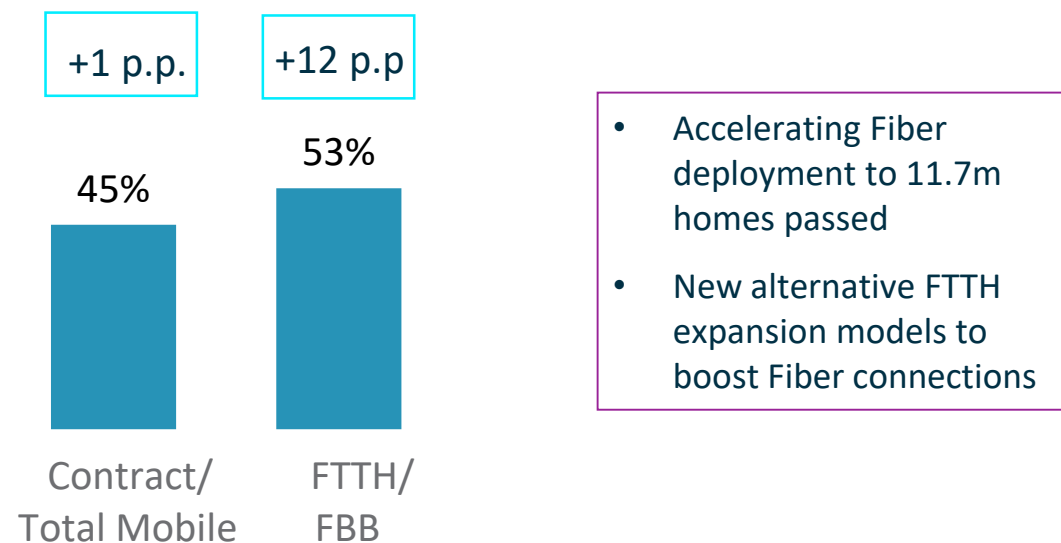 +1 p.p.
+12 p.p
45%
53%
Contract/
Total Mobile
FTTH/
FBB
• Accelerating Fiber
deployment to 11.7m
homes passed
• New alternative FTTH
expansion models to
boost Fiber connections